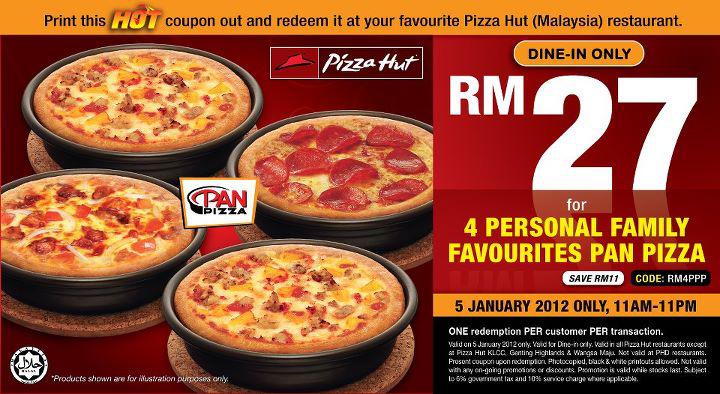 Print this HOT coupon out and redeem it at your favourite Pizza Hut (Malaysia) restaurant.
Pizza Hut
PAN
PIZZA
HALAL
*Products shown are for illustration purposes only.
DINE-IN ONLY
RM27
for
4 PERSONAL FAMILY
FAVOURITES PAN PIZZA
SAVE RM11 CODE: RM4PPP
5 JANUARY 2012 ONLY, 11AM-11PM
ONE redemption PER customer PER transaction.
Valid on 5 January 2012 only. Valid for Dine-in only. Valid in all Pizza Hut restaurants except
at Pizza Hut KLCC, Genting Highlands & Wangsa Maju. Not valid at PHD restaurants.
Present coupon upon redemption. Photocopied, black & white printouts allowed. Not valid
with any on-going promotions or discounts. Promotion is valid while stocks last. Subject
to 6% government tax and 10% service charge where applicable.